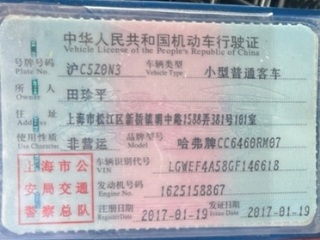 中华人民共和国机动车行驶证
Vehicle License of the People's Republic of China
号牌号码 沪C5Z0N3 车辆类型 小型普通客车
Plate No. Vehicle Type
所有人 田珍平
Owner
住址 上海市松江区新桥镇明中路1588弄381号101室
Address
使用性质 非营运 品牌型号 哈弗牌CC6460RM07
Use Character Model
上海市公安局交通警察总队
车辆识别代号 LGWEF4A58GF146618
VIN
发动机号码 1625158867
Engine No.
注册日期 2017-01-19 发证日期 2017-01-19
Register Date Issue Date